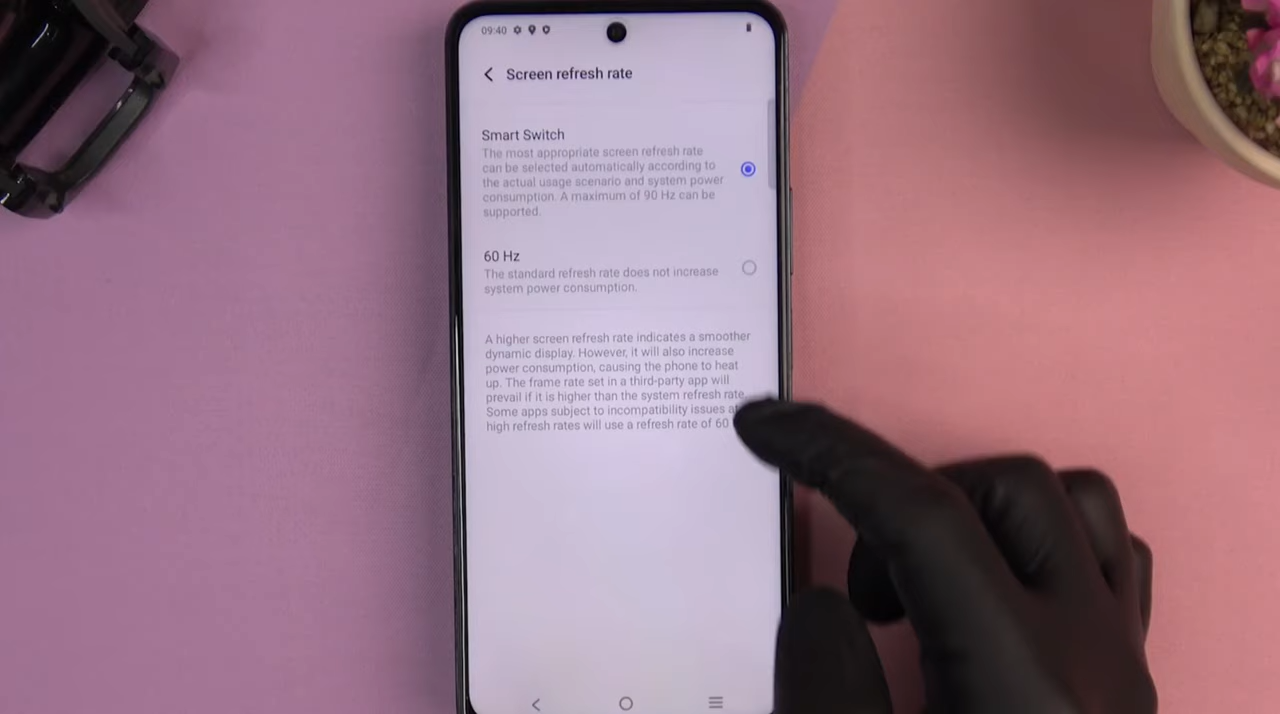 09:40
Screen refresh rate
Smart Switch
The most appropriate screen refresh rate
can be selected automatically according to
the actual usage scenario and system power
consumption. A maximum of 90 Hz can be
supported.
60 Hz
The standard refresh rate does not increase
system power consumption.
A higher screen refresh rate indicates a smoother
dynamic display. However, it will also increase
power consumption, causing the phone to heat
up. The frame rate set in a third-party app will
prevail if it is higher than the system refresh rate.
Some apps subject to incompatibility issues at
high refresh rates will use a refresh rate of 60